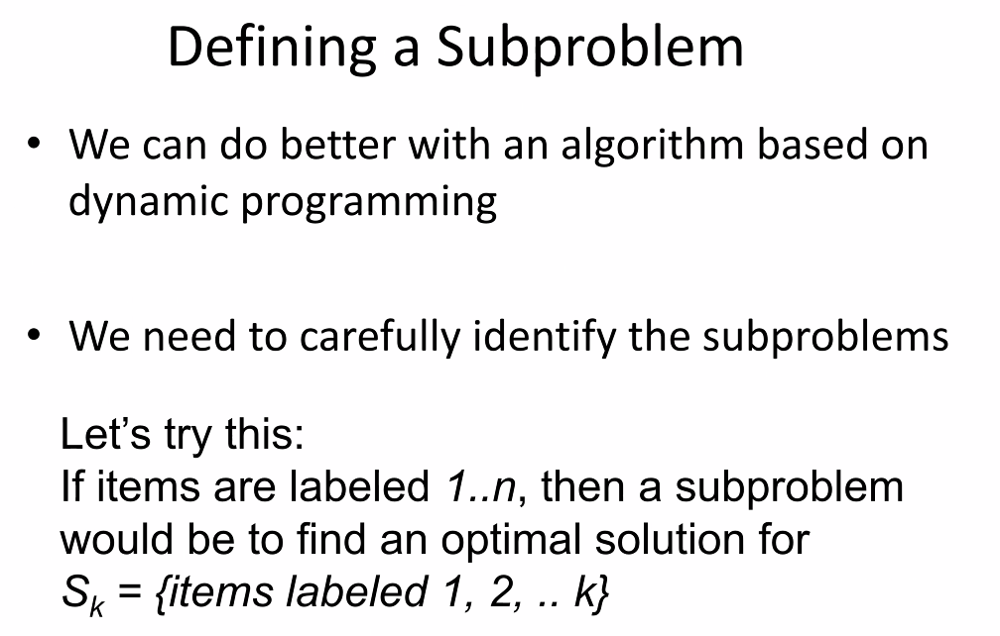 Defining a Subproblem
• We can do better with an algorithm based on
dynamic programming
• We need to carefully identify the subproblems
Let’s try this:
If items are labeled 1..n, then a subproblem
would be to find an optimal solution for
Sk = {items labeled 1, 2, .. k}